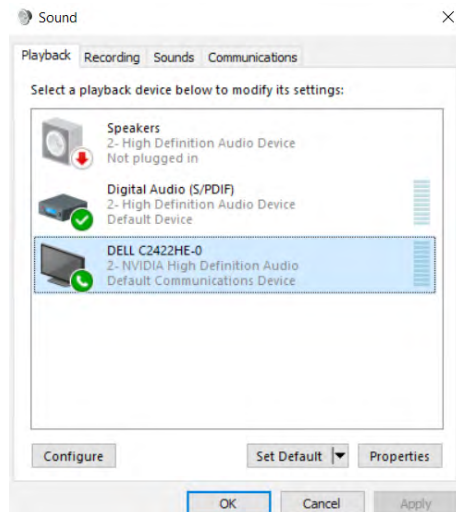 Sound
Playback Recording Sounds Communications
Select a playback device below to modify its settings:
Speakers
2- High Definition Audio Device
Not plugged in
Digital Audio (S/PDIF)
2- High Definition Audio Device
Default Device
DELL C2422HE-0
2- NVIDIA High Definition Audio
Default Communications Device
Configure Set Default Properties
OK Cancel Apply